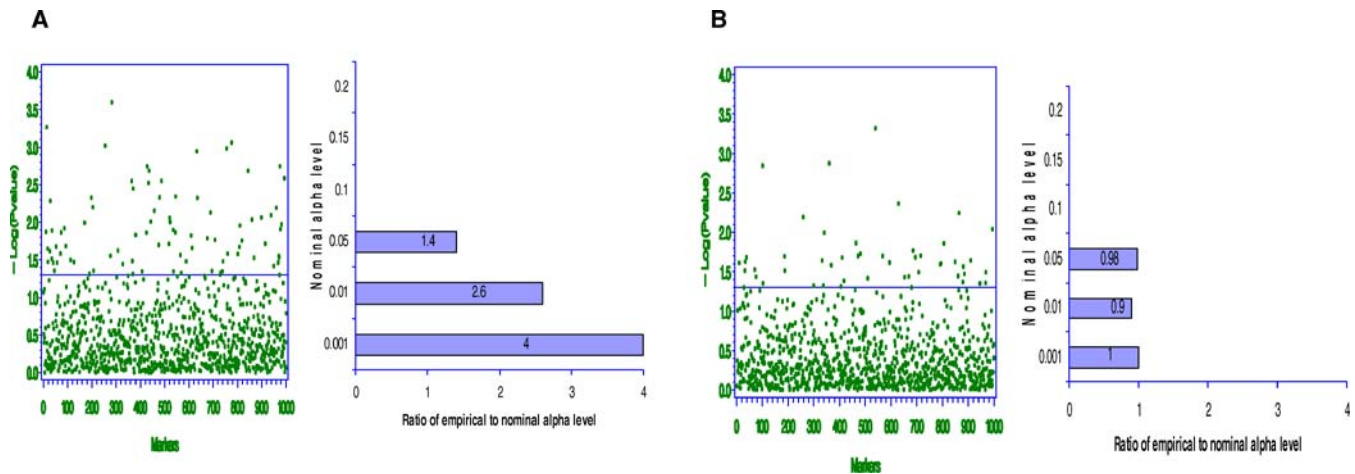 A
4.0
3.5
3.0
2.5
2.0
1.5
1.0
0.5
0.0
– Log(Pvalue)
0 100 200 300 400 500 600 700 800 900 1000
Markers
Nominal alpha level
0.2
0.15
0.1
0.05 1.4
0.01 2.6
0.001 4
0 1 2 3 4
Ratio of empirical to nominal alpha level
B
4.0
3.5
3.0
2.5
2.0
1.5
1.0
0.5
0.0
– Log(Pvalue)
0 100 200 300 400 500 600 700 800 900 1000
Markers
Nominal alpha level
0.2
0.15
0.1
0.05 0.98
0.01 0.9
0.001 1
0 1 2 3 4
Ratio of empirical to nominal alpha level